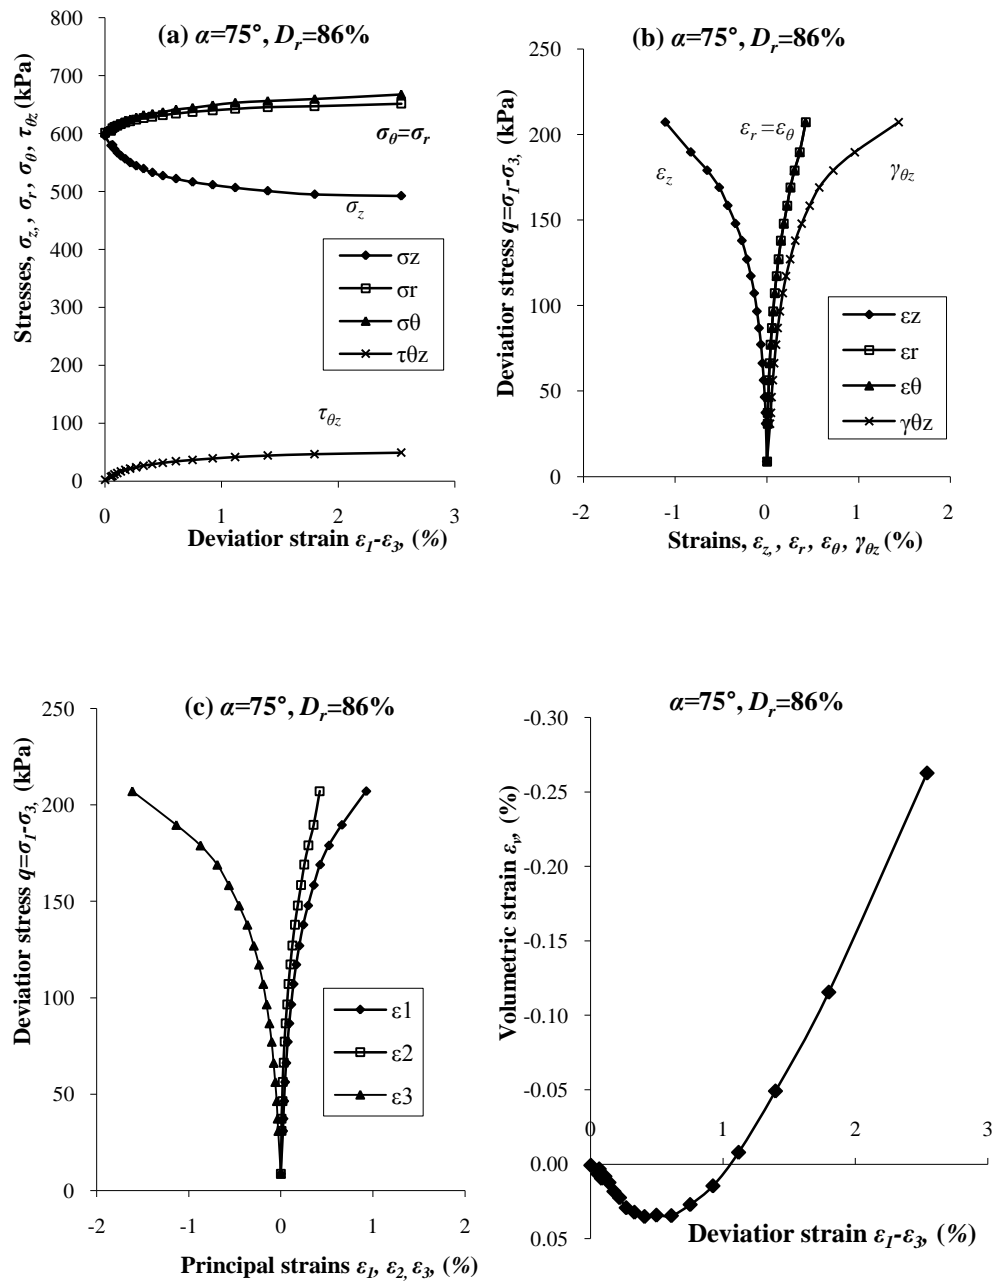 (a) α=75°, Dr=86%
Stresses, σz,, σr, σθ, τθz (kPa)
800
700
600
500
400
300
200
100
0
σθ=σr
σz
σz
σr
σθ
τθz
τθz
0 1 2 3
Deviatior strain ε1-ε3, (%)
(b) α=75°, Dr=86%
Deviatior stress q=σ1-σ3, (kPa)
250
200
150
100
50
0
εz
εr =εθ
γθz
εz
εr
εθ
γθz
-2 -1 0 1 2
Strains, εz,, εr, εθ, γθz (%)
(c) α=75°, Dr=86%
Deviatior stress q=σ1-σ3, (kPa)
250
200
150
100
50
0
ε1
ε2
ε3
-2 -1 0 1 2
Principal strains ε1, ε2, ε3, (%)
α=75°, Dr=86%
Volumetric strain εv, (%)
-0.30
-0.25
-0.20
-0.15
-0.10
-0.05
0.00
0.05
0 1 2 3
Deviatior strain ε1-ε3, (%)